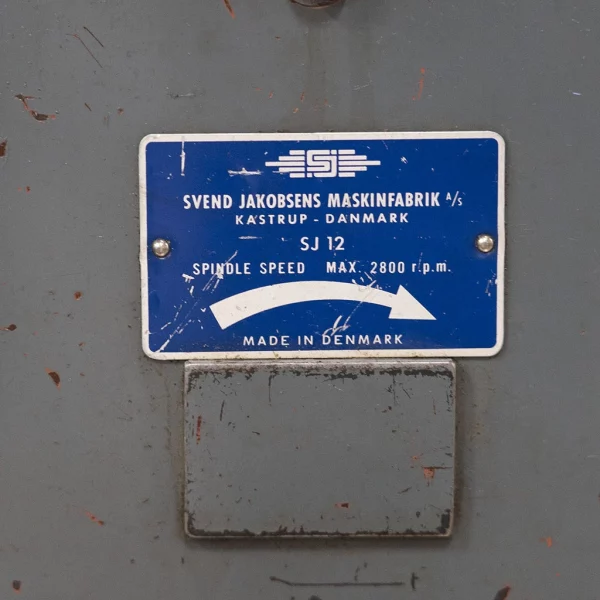 SJ
SVEND JAKOBSENS MASKINFABRIK A/S
KASTRUP - DANMARK
SJ 12
SPINDLE SPEED MAX. 2800 r.p.m.
MADE IN DENMARK